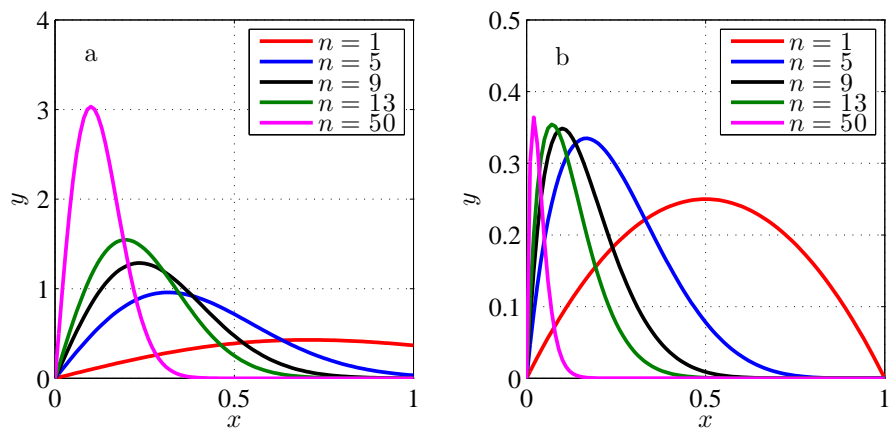 a
n = 1
n = 5
n = 9
n = 13
n = 50
4
3
2
1
0
0
0.5
1
x
y
b
n = 1
n = 5
n = 9
n = 13
n = 50
0.5
0.4
0.3
0.2
0.1
0
0
0.5
1
x
y